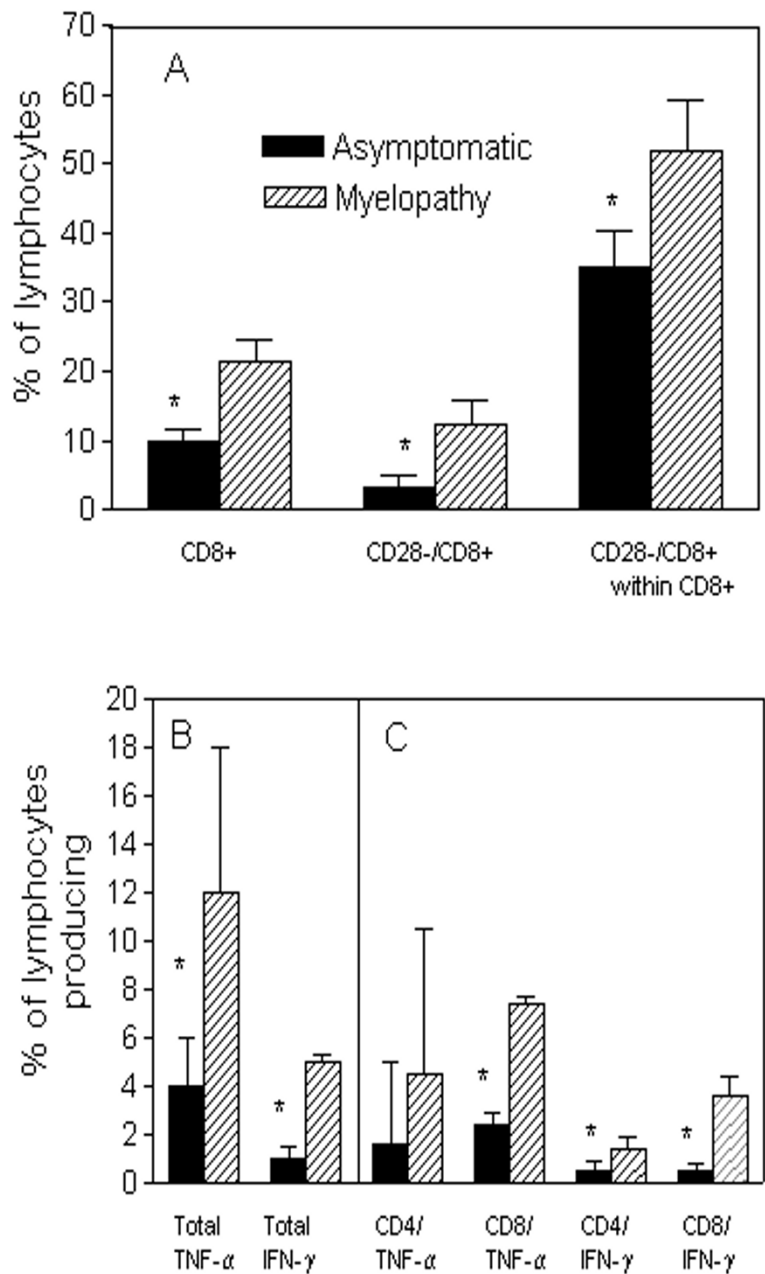 70
60
50
40
30
20
10
0
% of lymphocytes
A
Asymptomatic
Myelopathy
*
*
*
CD8+
CD28-/CD8+
CD28-/CD8+
within CD8+
20
18
16
14
12
10
8
6
4
2
0
% of lymphocytes
producing
B
C
*
*
*
*
*
Total
TNF-α
Total
IFN-γ
CD4/
TNF-α
CD8/
TNF-α
CD4/
IFN-γ
CD8/
IFN-γ